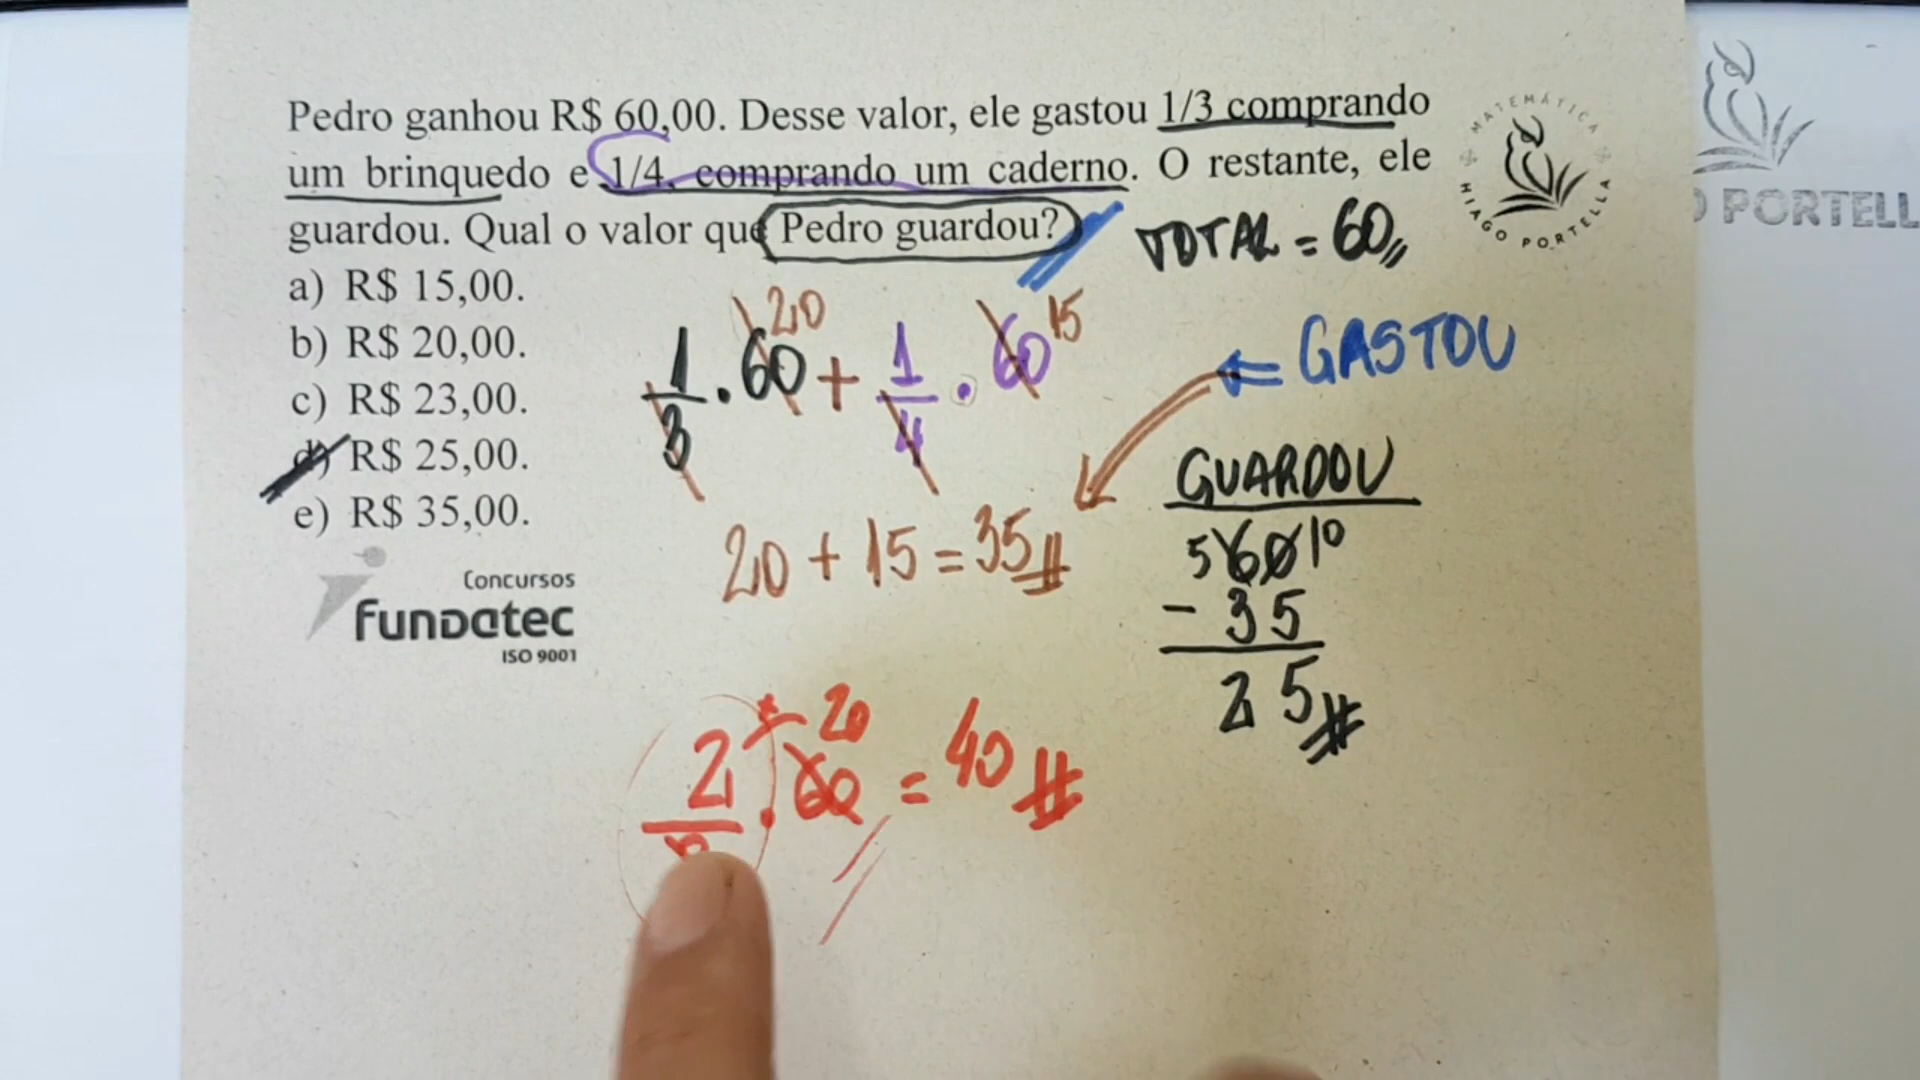 Pedro ganhou R$ 60,00. Desse valor, ele gastou 1/3 comprando
um brinquedo e 1/4, comprando um caderno. O restante, ele
guardou. Qual o valor que Pedro guardou?
a) R$ 15,00.
b) R$ 20,00.
c) R$ 23,00.
d) R$ 25,00.
e) R$ 35,00.
Concursos
Fundatec
ISO 9001
MATEMÁTICA
HIAGO PORTELLA
O PORTELL
TOTAL = 60
20 15
1/3 . 60 + 1/4 . 60
⇐ GASTOU
20 + 15 = 35
GUARDOU
5 60 10
- 35
25
20
2 . 60 = 40